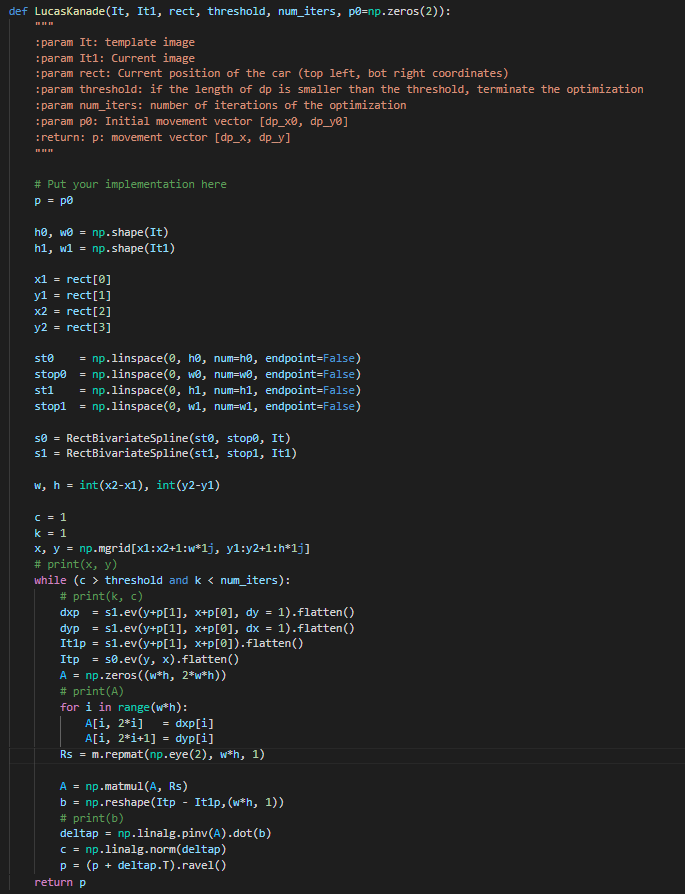 def LucasKanade(It, It1, rect, threshold, num_iters, p0=np.zeros(2)):
    """
    :param It: template image
    :param It1: Current image
    :param rect: Current position of the car (top left, bot right coordinates)
    :param threshold: if the length of dp is smaller than the threshold, terminate the optimization
    :param num_iters: number of iterations of the optimization
    :param p0: Initial movement vector [dp_x0, dp_y0]
    :return: p: movement vector [dp_x, dp_y]
    """

    # Put your implementation here
    p = p0

    h0, w0 = np.shape(It)
    h1, w1 = np.shape(It1)

    x1 = rect[0]
    y1 = rect[1]
    x2 = rect[2]
    y2 = rect[3]

    st0    = np.linspace(0, h0, num=h0, endpoint=False)
    stop0  = np.linspace(0, w0, num=w0, endpoint=False)
    st1    = np.linspace(0, h1, num=h1, endpoint=False)
    stop1  = np.linspace(0, w1, num=w1, endpoint=False)

    s0 = RectBivariateSpline(st0, stop0, It)
    s1 = RectBivariateSpline(st1, stop1, It1)

    w, h = int(x2-x1), int(y2-y1)

    c = 1
    k = 1
    x, y = np.mgrid[x1:x2+1:w*1j, y1:y2+1:h*1j]
    # print(x, y)
    while (c > threshold and k < num_iters):
        # print(k, c)
        dxp  = s1.ev(y+p[1], x+p[0], dy = 1).flatten()
        dyp  = s1.ev(y+p[1], x+p[0], dx = 1).flatten()
        It1p = s1.ev(y+p[1], x+p[0]).flatten()
        Itp  = s0.ev(y, x).flatten()
        A = np.zeros((w*h, 2*w*h))
        # print(A)
        for i in range(w*h):
            A[i, 2*i]   = dxp[i]
            A[i, 2*i+1] = dyp[i]
        Rs = m.repmat(np.eye(2), w*h, 1)

        A = np.matmul(A, Rs)
        b = np.reshape(Itp - It1p,(w*h, 1))
        # print(b)
        deltap = np.linalg.pinv(A).dot(b)
        c = np.linalg.norm(deltap)
        p = (p + deltap.T).ravel()
    return p